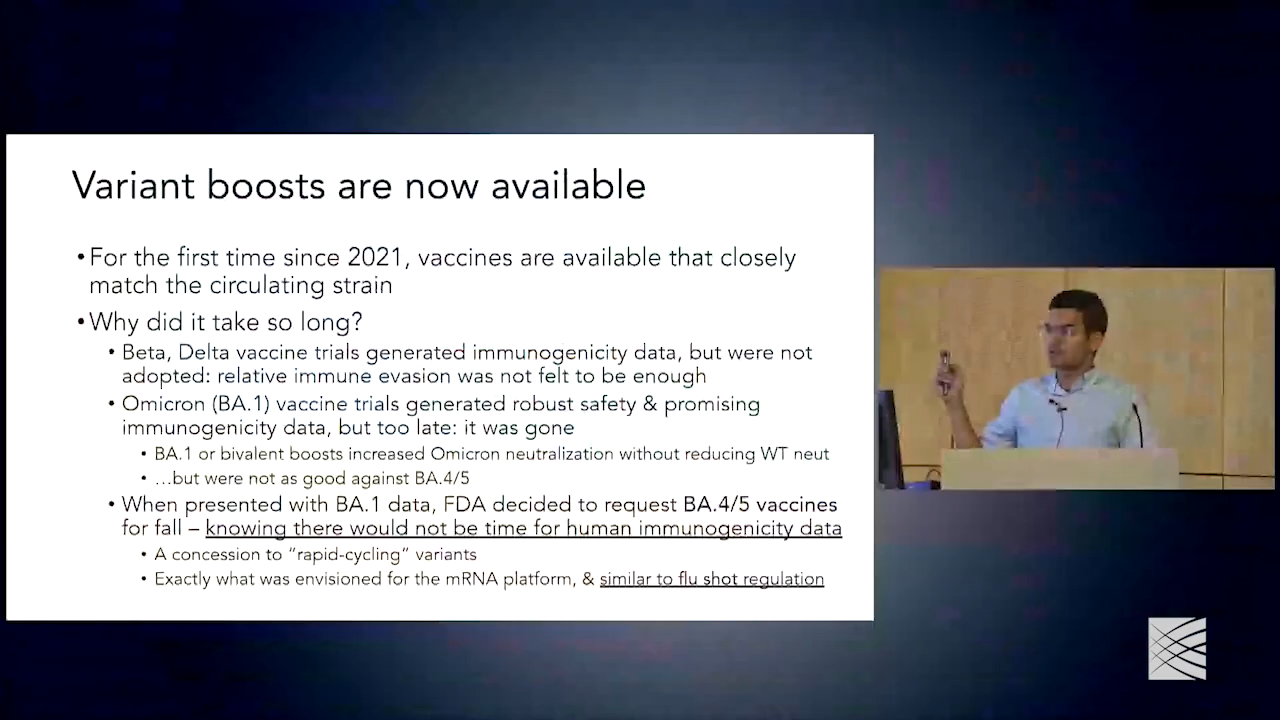 Variant boosts are now available
•For the first time since 2021, vaccines are available that closely
match the circulating strain
•Why did it take so long?
• Beta, Delta vaccine trials generated immunogenicity data, but were not
adopted: relative immune evasion was not felt to be enough
• Omicron (BA.1) vaccine trials generated robust safety & promising
immunogenicity data, but too late: it was gone
• BA.1 or bivalent boosts increased Omicron neutralization without reducing WT neut
• …but were not as good against BA.4/5
• When presented with BA.1 data, FDA decided to request BA.4/5 vaccines
for fall – knowing there would not be time for human immunogenicity data
• A concession to “rapid-cycling” variants
• Exactly what was envisioned for the mRNA platform, & similar to flu shot regulation